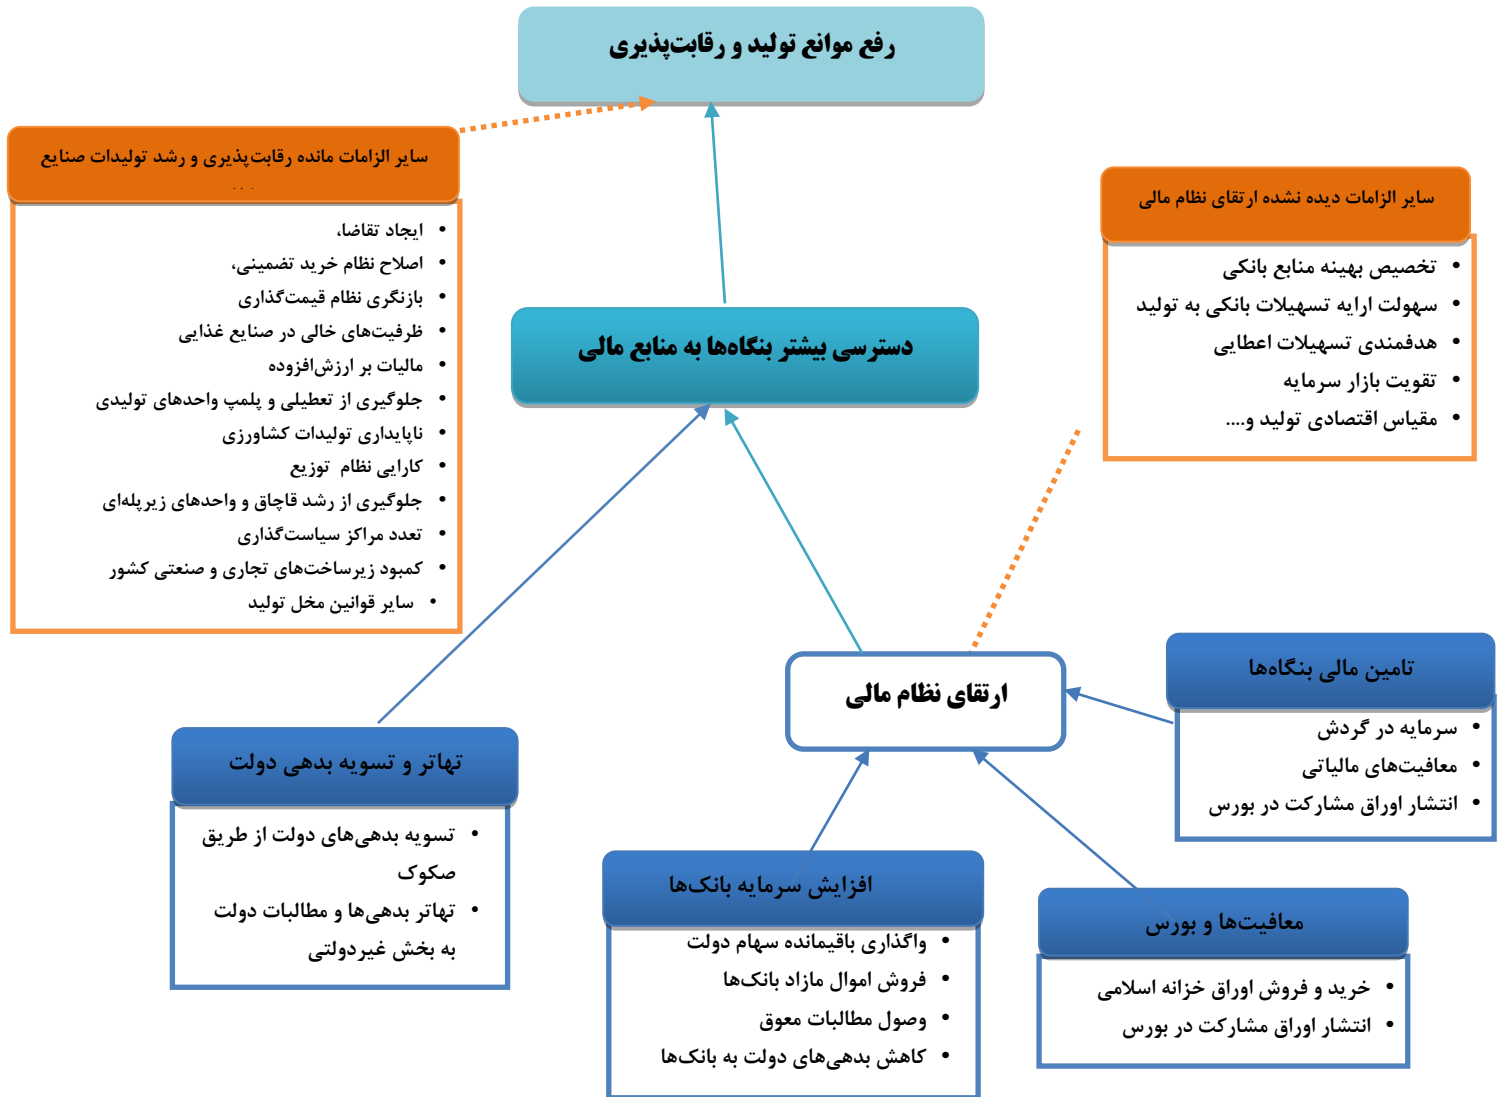 رفع موانع تولید و رقابت‌پذیری
سایر الزامات مانده رقابت‌پذیری و رشد تولیدات صنایع
• ایجاد تقاضا،
• اصلاح نظام خرید تضمینی،
• بازنگری نظام قیمت‌گذاری
• ظرفیت‌های خالی در صنایع غذایی
• مالیات بر ارزش‌افزوده
• جلوگیری از تعطیلی و پلمپ واحدهای تولیدی
• ناپایداری تولیدات کشاورزی
• کارایی نظام توزیع
• جلوگیری از رشد قاچاق و واحدهای زیرپله‌ای
• تعدد مراکز سیاست‌گذاری
• کمبود زیرساخت‌های تجاری و صنعتی کشور
• سایر قوانین مخل تولید
سایر الزامات دیده نشده ارتقای نظام مالی
• تخصیص بهینه منابع بانکی
• سهولت ارایه تسهیلات بانکی به تولید
• هدفمندی تسهیلات اعطایی
• تقویت بازار سرمایه
• مقیاس اقتصادی تولید و....
دسترسی بیشتر بنگاه‌ها به منابع مالی
ارتقای نظام مالی
تامین مالی بنگاه‌ها
• سرمایه در گردش
• معافیت‌های مالیاتی
• انتشار اوراق مشارکت در بورس
تهاتر و تسویه بدهی دولت
• تسویه بدهی‌های دولت از طریق
صکوک
• تهاتر بدهی‌ها و مطالبات دولت
به بخش غیردولتی
افزایش سرمایه بانک‌ها
• واگذاری باقیمانده سهام دولت
• فروش اموال مازاد بانک‌ها
• وصول مطالبات معوق
• کاهش بدهی‌های دولت به بانک‌ها
معافیت‌ها و بورس
• خرید و فروش اوراق خزانه اسلامی
• انتشار اوراق مشارکت در بورس